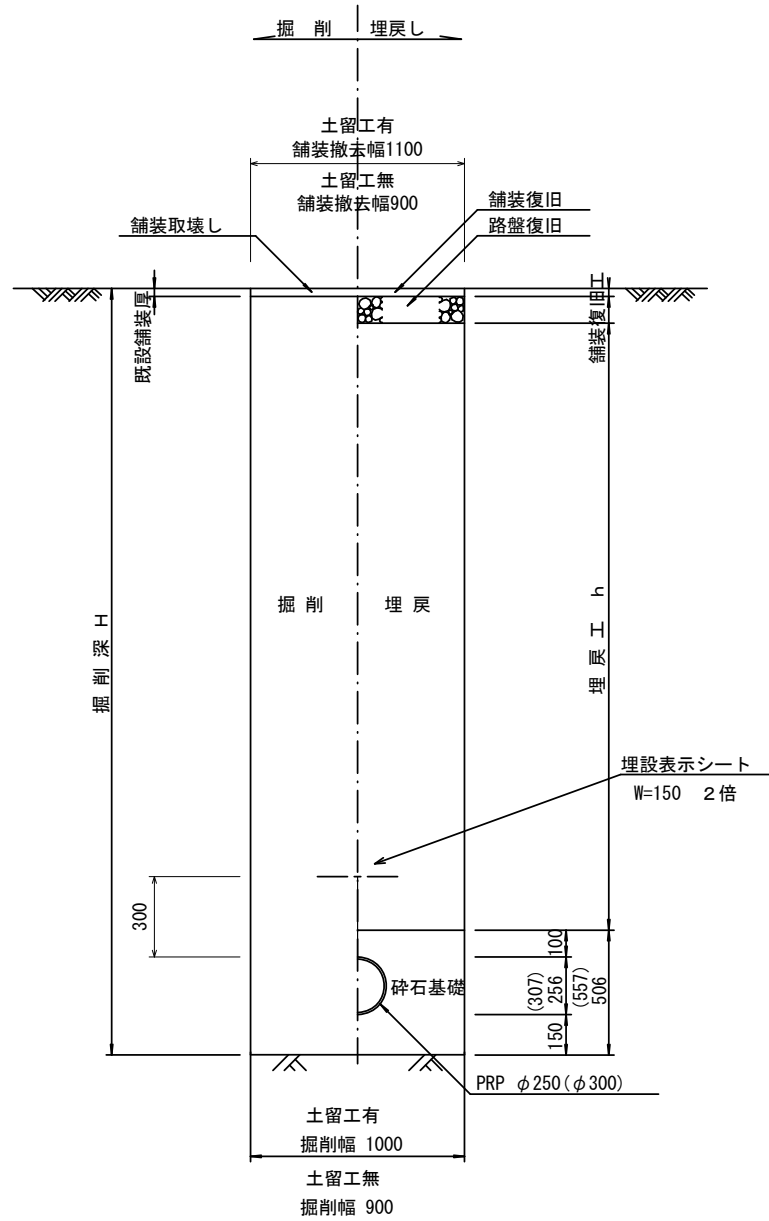 掘 削 埋戻し
土留工有
舗装撤去幅1100
土留工無
舗装撤去幅900
舗装取壊し
舗装復旧
路盤復旧
既設舗装厚
舗装復旧工
掘 削 深 H
掘 削 埋 戻
埋 戻 工 h
埋設表示シート
W=150 2倍
300
100
(307)
256
(557)
506
150
砕石基礎
PRP φ250(φ300)
土留工有
掘削幅 1000
土留工無
掘削幅 900